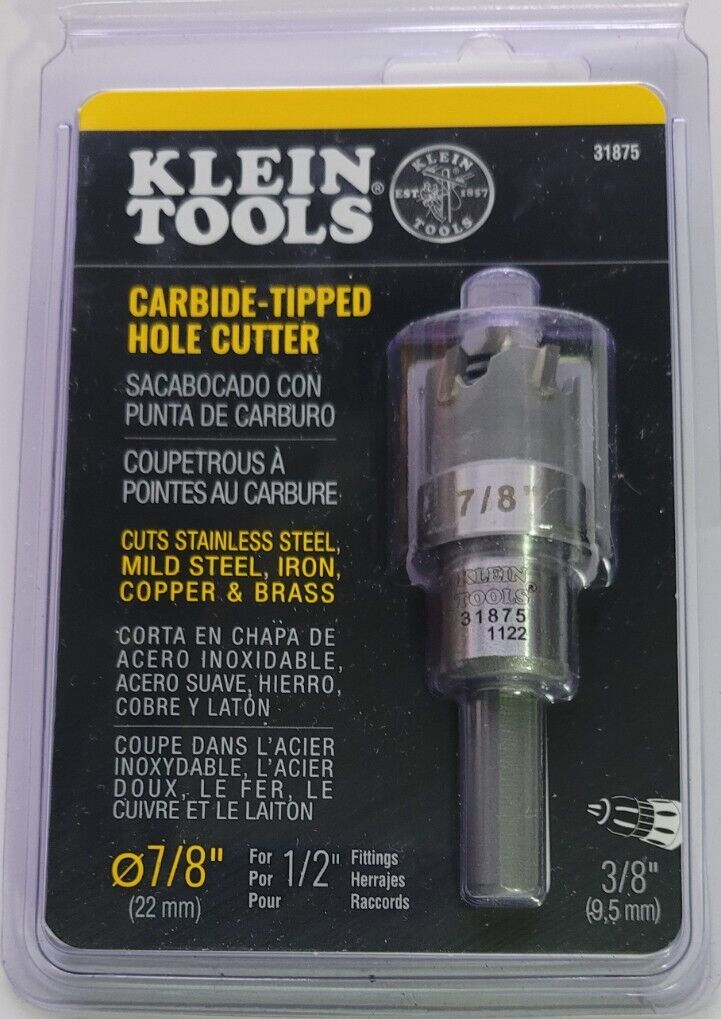 KLEIN
TOOLS®
KLEIN
EST. 1857
TOOLS
31875
CARBIDE-TIPPED
HOLE CUTTER
SACABOCADO CON
PUNTA DE CARBURO
COUPETROUS À
POINTES AU CARBURE
CUTS STAINLESS STEEL,
MILD STEEL, IRON,
COPPER & BRASS
CORTA EN CHAPA DE
ACERO INOXIDABLE,
ACERO SUAVE, HIERRO,
COBRE Y LATÓN
COUPE DANS L'ACIER
INOXYDABLE, L'ACIER
DOUX, LE FER, LE
CUIVRE ET LE LAITON
7/8"
KLEIN
TOOLS®
31875
1122
Ø7/8"
(22 mm)
For
Por
Pour
1/2"
Fittings
Herrajes
Raccords
3/8"
(9,5 mm)